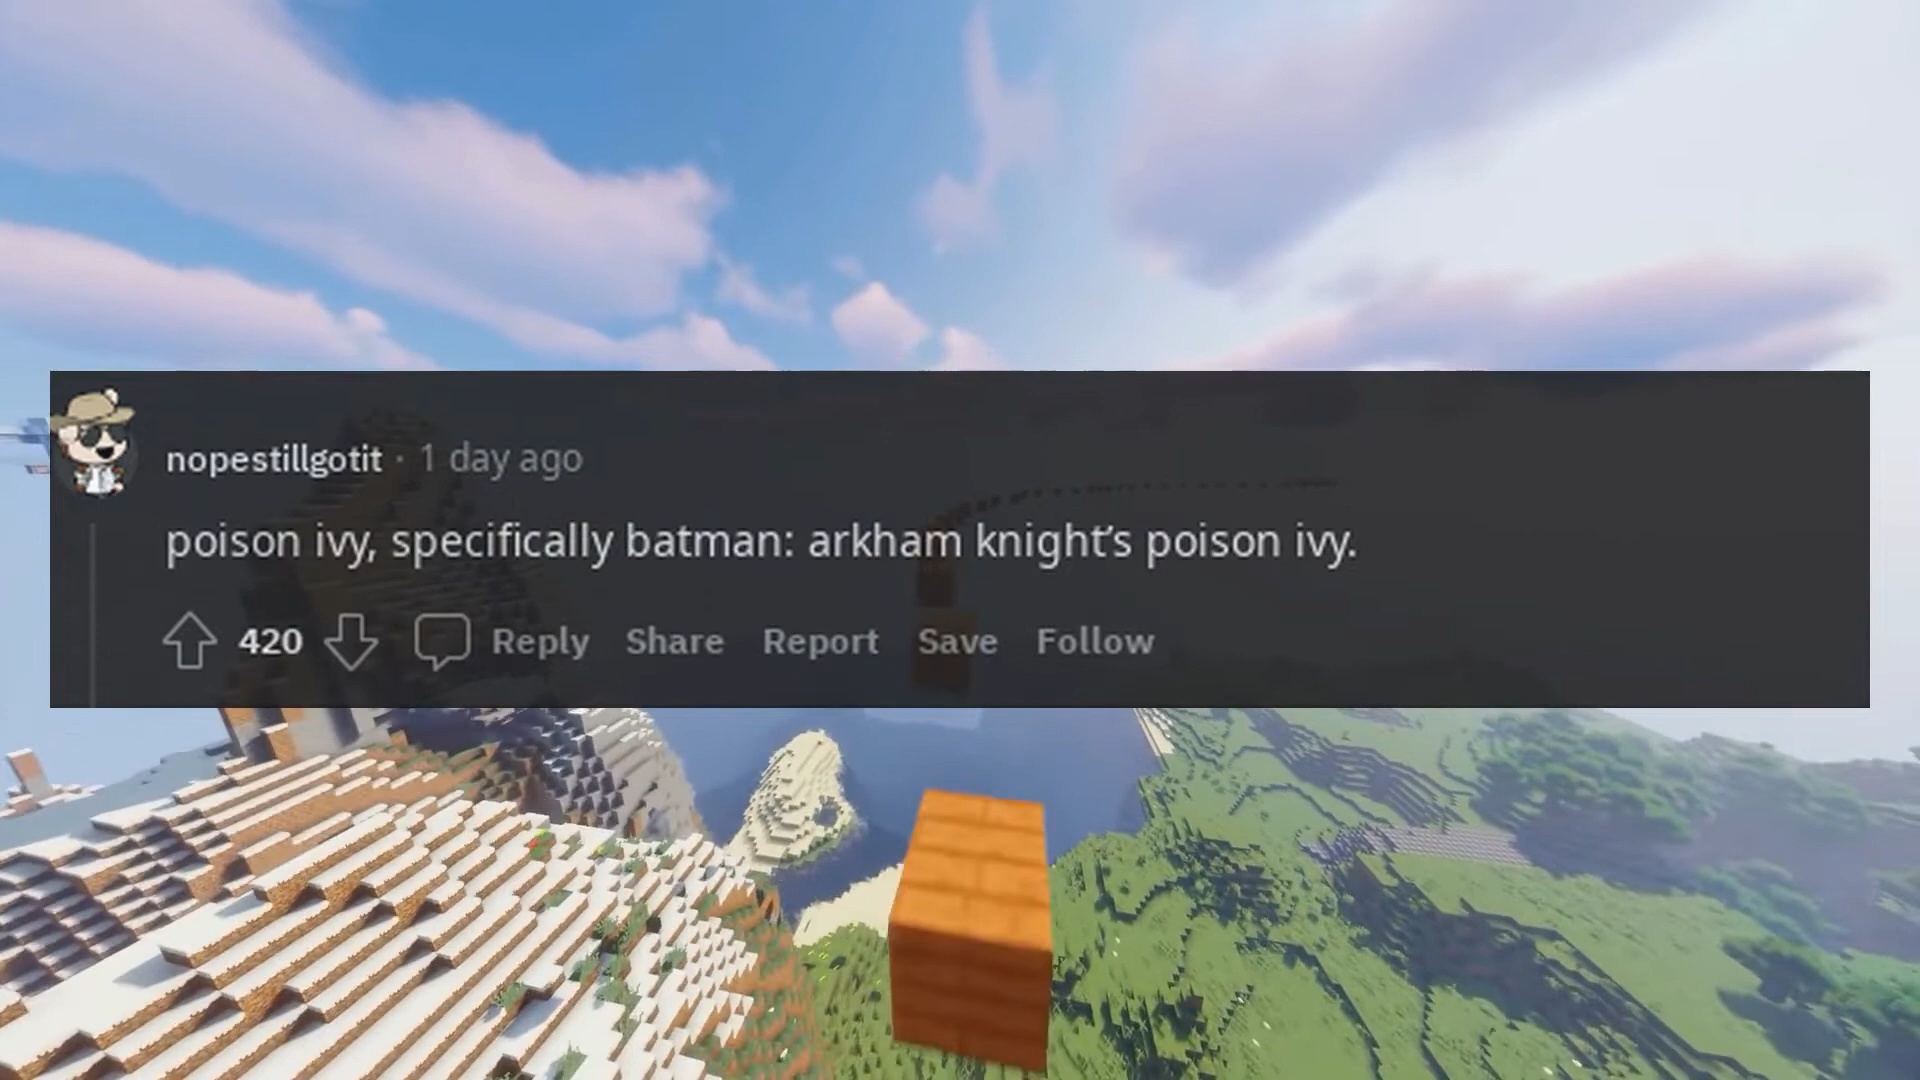 nopestillgotit · 1 day ago
poison ivy, specifically batman: arkham knight’s poison ivy.
420 Reply Share Report Save Follow